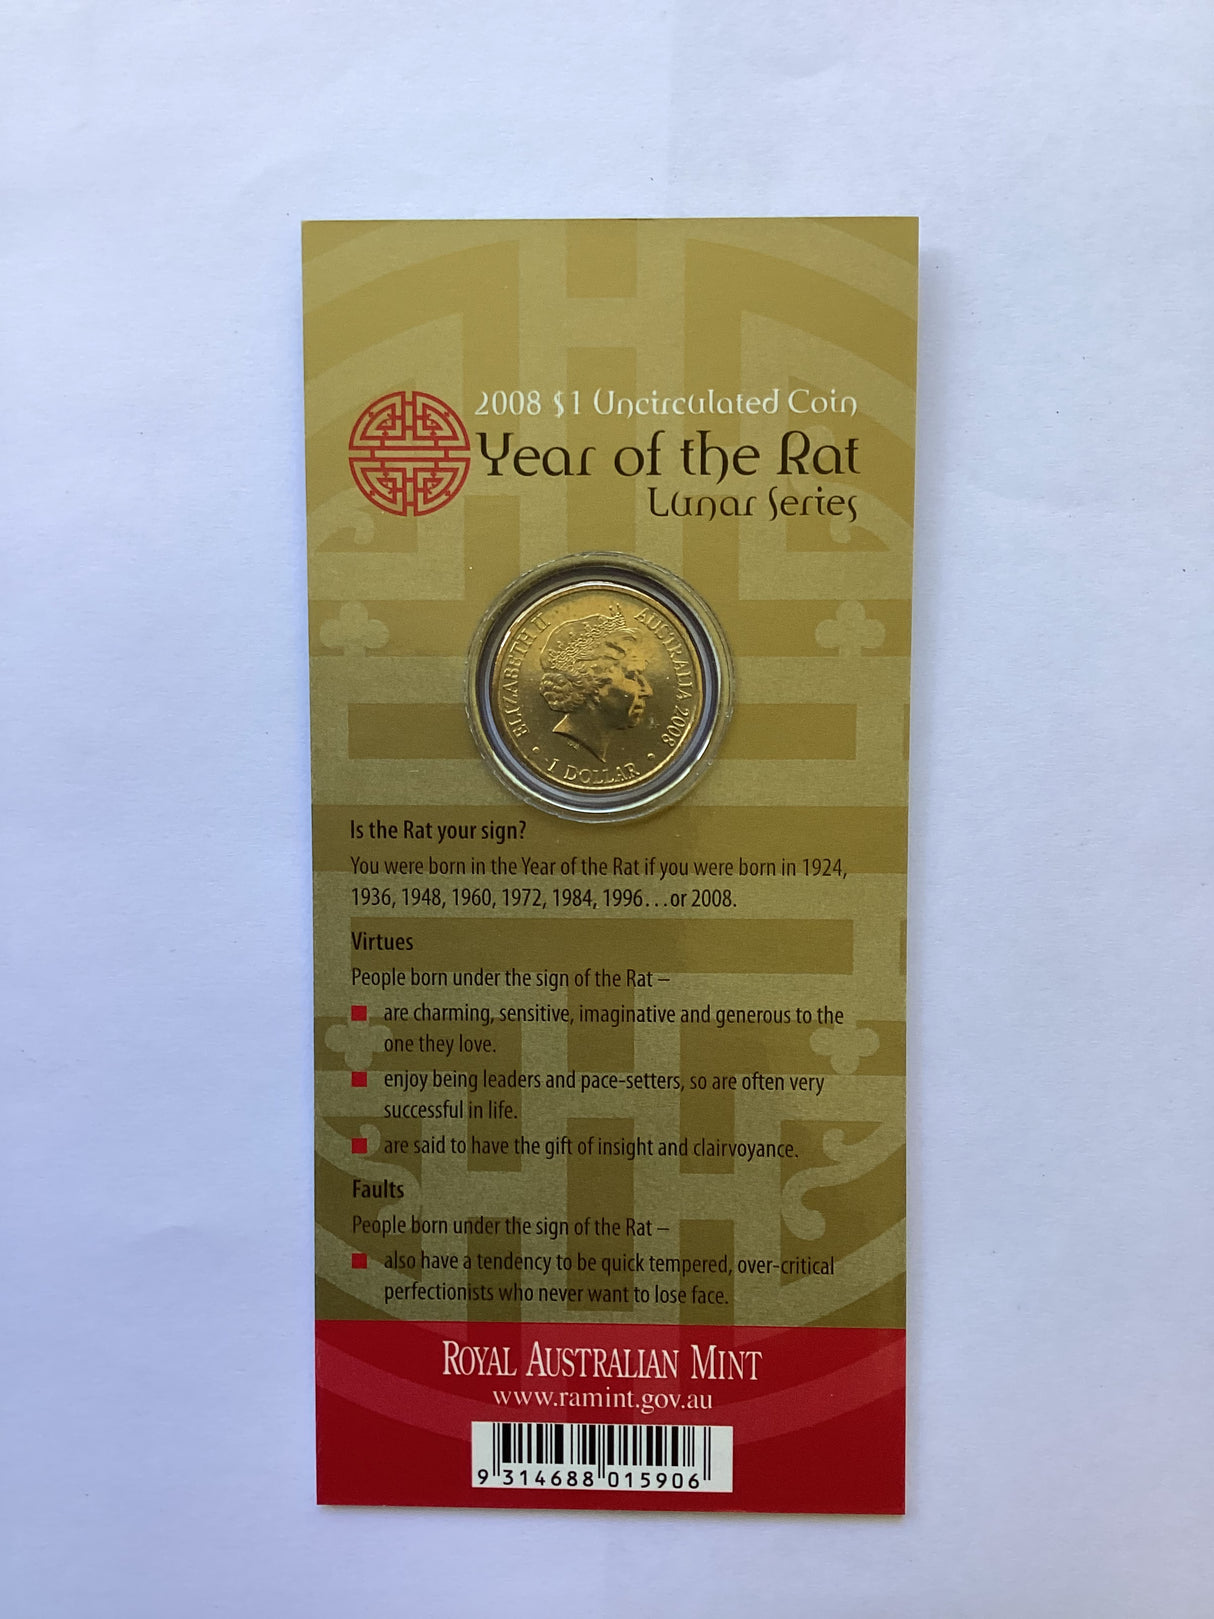 2008 $1 Uncirculated Coin
Year of the Rat
Lunar Series
ELIZABETH II
AUSTRALIA 2008
1 DOLLAR
Is the Rat your sign?
You were born in the Year of the Rat if you were born in 1924,
1936, 1948, 1960, 1972, 1984, 1996...or 2008.
Virtues
People born under the sign of the Rat –
are charming, sensitive, imaginative and generous to the
one they love.
enjoy being leaders and pace-setters, so are often very
successful in life.
are said to have the gift of insight and clairvoyance.
Faults
People born under the sign of the Rat –
also have a tendency to be quick tempered, over-critical
perfectionists who never want to lose face.
ROYAL AUSTRALIAN MINT
www.ramint.gov.au
9 314688 015906